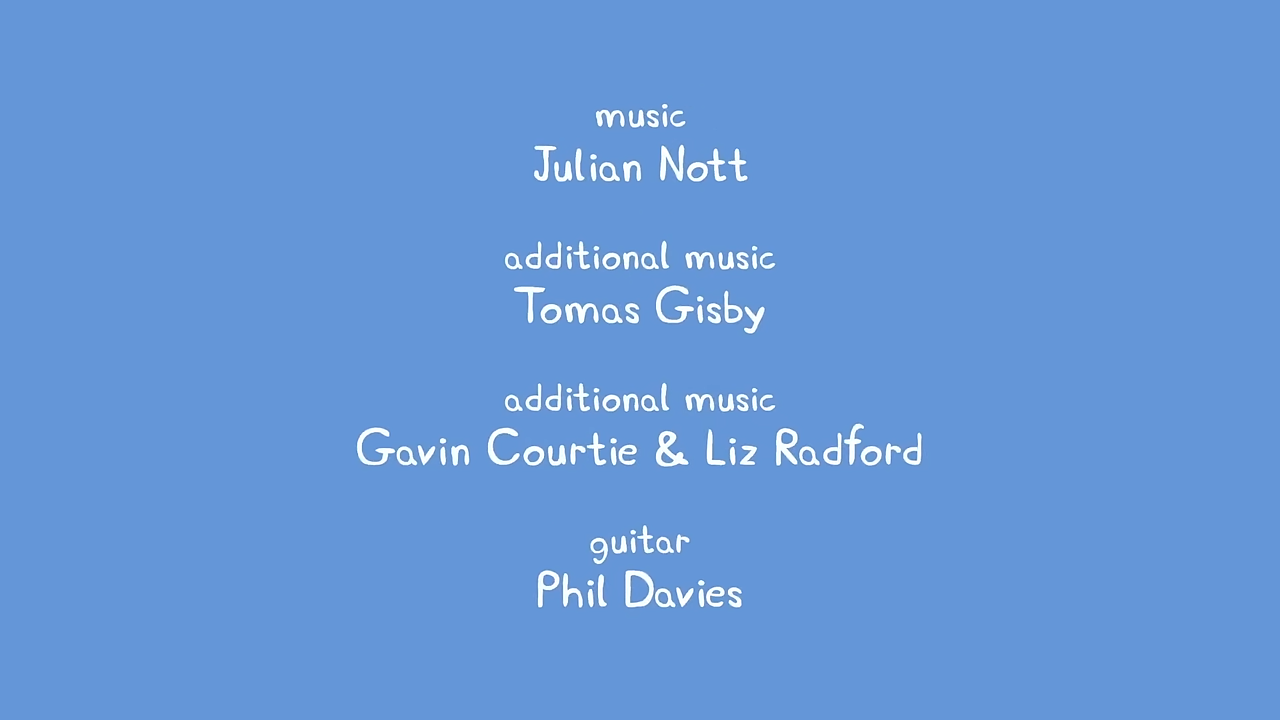 music
Julian Nott
additional music
Tomas Gisby
additional music
Gavin Courtie & Liz Radford
guitar
Phil Davies